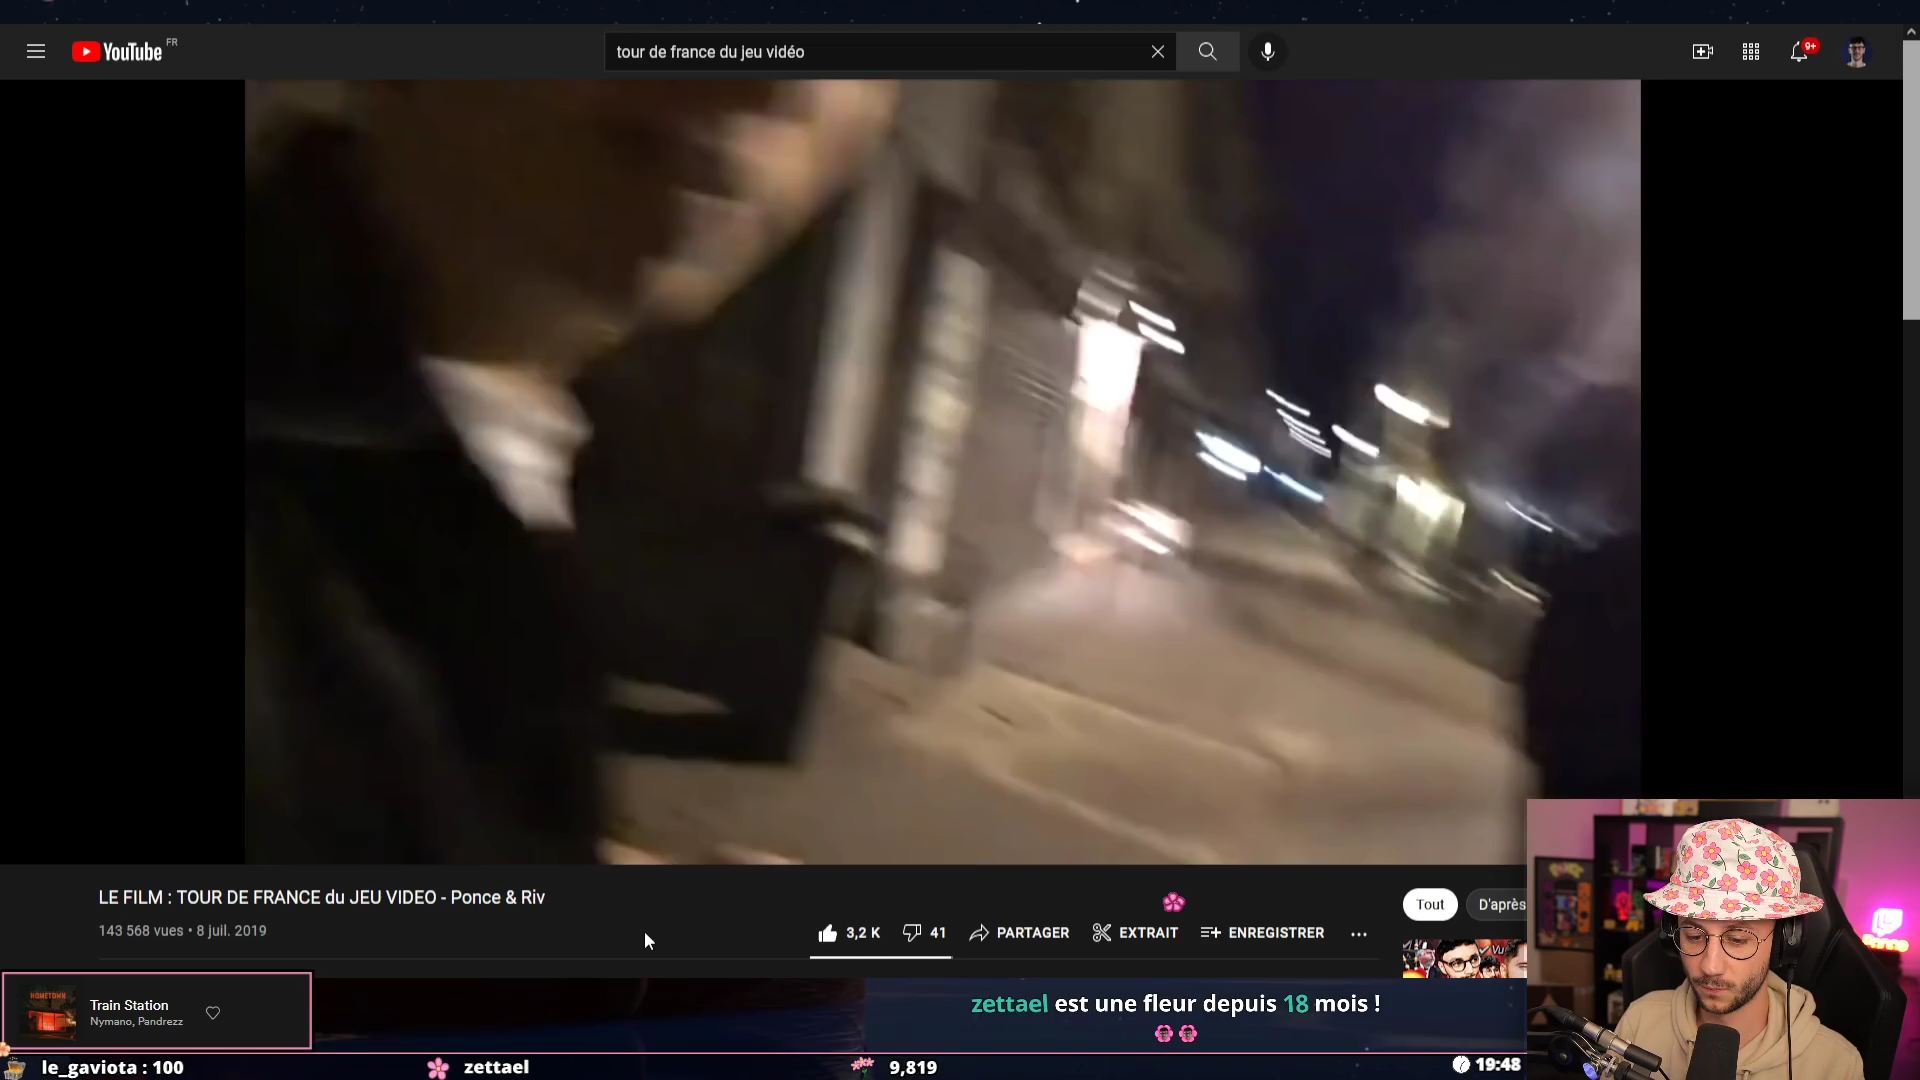 YouTube FR
tour de france du jeu vidéo
9+
LE FILM : TOUR DE FRANCE du JEU VIDEO - Ponce & Riv
143 568 vues • 8 juil. 2019
3,2 K
41
PARTAGER
EXTRAIT
ENREGISTRER
Tout
D'après
HOMETOWN
Train Station
Nymano, Pandrezz
zettael est une fleur depuis 18 mois !
le_gaviota : 100
zettael
9,819
19:48